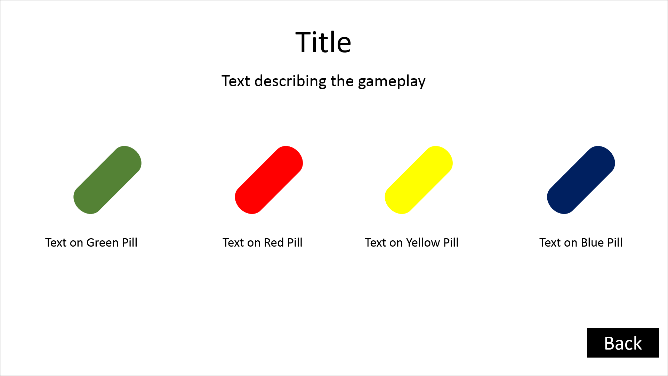 Title
Text describing the gameplay
Text on Green Pill
Text on Red Pill
Text on Yellow Pill
Text on Blue Pill
Back